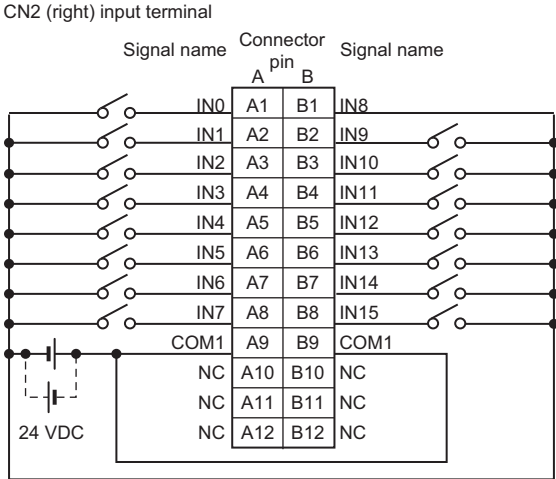 CN2 (right) input terminal
Signal name Connector pin Signal name
A B
IN0 A1 B1 IN8
IN1 A2 B2 IN9
IN2 A3 B3 IN10
IN3 A4 B4 IN11
IN4 A5 B5 IN12
IN5 A6 B6 IN13
IN6 A7 B7 IN14
IN7 A8 B8 IN15
COM1 A9 B9 COM1
NC A10 B10 NC
NC A11 B11 NC
24 VDC NC A12 B12 NC